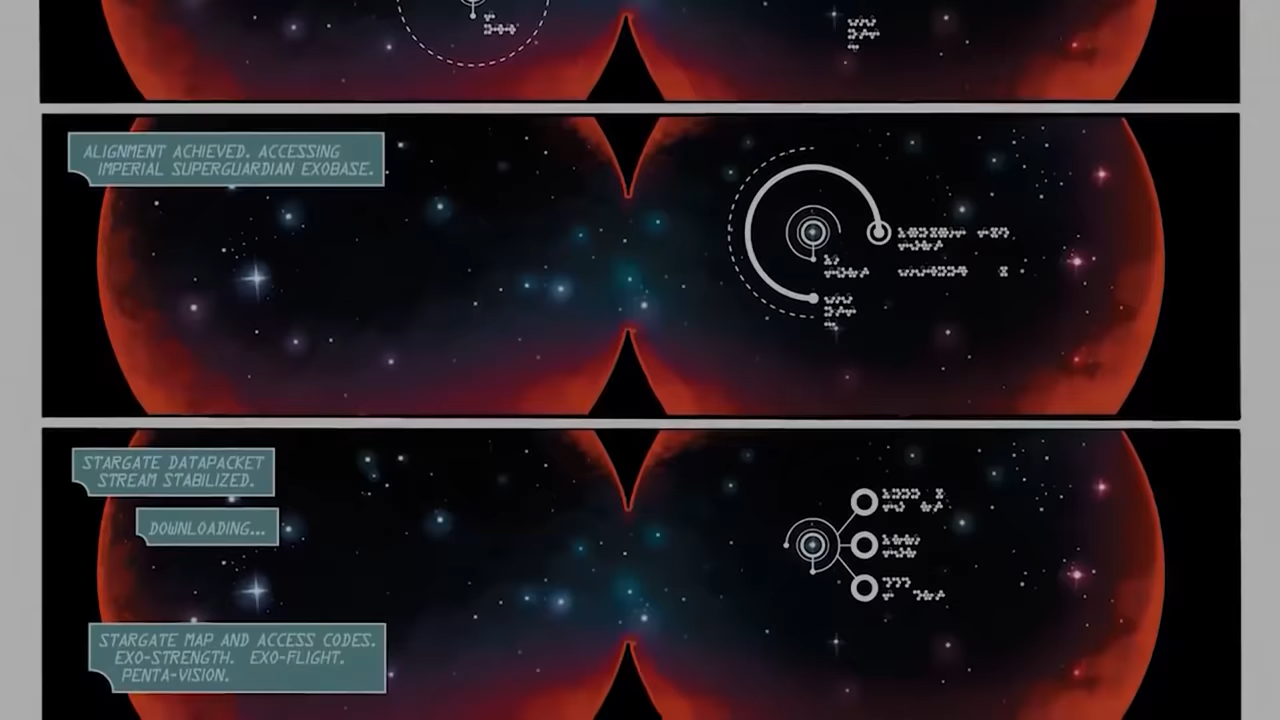 ALIGNMENT ACHIEVED. ACCESSING
IMPERIAL SUPERGUARDIAN EXOBASE.
STARGATE DATAPACKET
STREAM STABILIZED.
DOWNLOADING...
STARGATE MAP AND ACCESS CODES.
EXO-STRENGTH. EXO-FLIGHT.
PENTA-VISION.